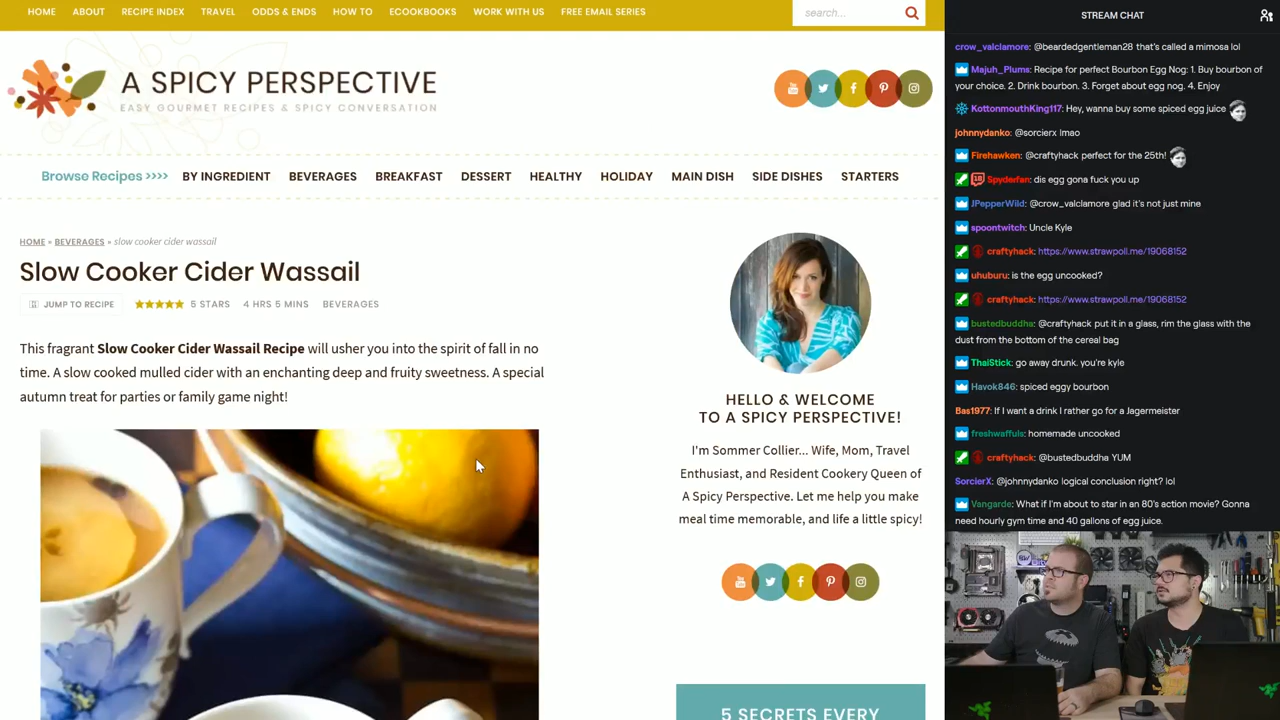 HOME ABOUT RECIPE INDEX TRAVEL ODDS & ENDS HOW TO ECOOKBOOKS WORK WITH US FREE EMAIL SERIES
search...
A SPICY PERSPECTIVE
EASY GOURMET RECIPES & SPICY CONVERSATION
Browse Recipes >>>> BY INGREDIENT BEVERAGES BREAKFAST DESSERT HEALTHY HOLIDAY MAIN DISH SIDE DISHES STARTERS
HOME » BEVERAGES » slow cooker cider wassail
Slow Cooker Cider Wassail
JUMP TO RECIPE 5 STARS 4 HRS 5 MINS BEVERAGES
This fragrant Slow Cooker Cider Wassail Recipe will usher you into the spirit of fall in no
time. A slow cooked mulled cider with an enchanting deep and fruity sweetness. A special
autumn treat for parties or family game night!
HELLO & WELCOME
TO A SPICY PERSPECTIVE!
I'm Sommer Collier... Wife, Mom, Travel
Enthusiast, and Resident Cookery Queen of
A Spicy Perspective. Let me help you make
meal time memorable, and life a little spicy!
5 SECRETS EVERY
STREAM CHAT
crow_valclamore: @beardedgentleman28 that's called a mimosa lol
Majuh_Plums: Recipe for perfect Bourbon Egg Nog: 1. Buy bourbon of
your choice. 2. Drink bourbon. 3. Forget about egg nog. 4. Enjoy
KottonmouthKing117: Hey, wanna buy some spiced egg juice
johnnydanko: @sorcierx lmao
Firehawken: @craftyhack perfect for the 25th!
Spyderfan: dis egg gona fuck you up
JPepperWild: @crow_valclamore glad it's not just mine
spoontwitch: Uncle Kyle
craftyhack: https://www.strawpoll.me/19068152
uhuburu: is the egg uncooked?
craftyhack: https://www.strawpoll.me/19068152
bustedbuddha: @craftyhack put it in a glass, rim the glass with the
dust from the bottom of the cereal bag
ThaiStick: go away drunk. you're kyle
Havok846: spiced eggy bourbon
Bas1977: If I want a drink I rather go for a Jagermeister
freshwaffuls: homemade uncooked
craftyhack: @bustedbuddha YUM
SorcierX: @johnnydanko logical conclusion right? lol
Vangarde: What if I'm about to star in an 80's action movie? Gonna
need hourly gym time and 40 gallons of egg juice.